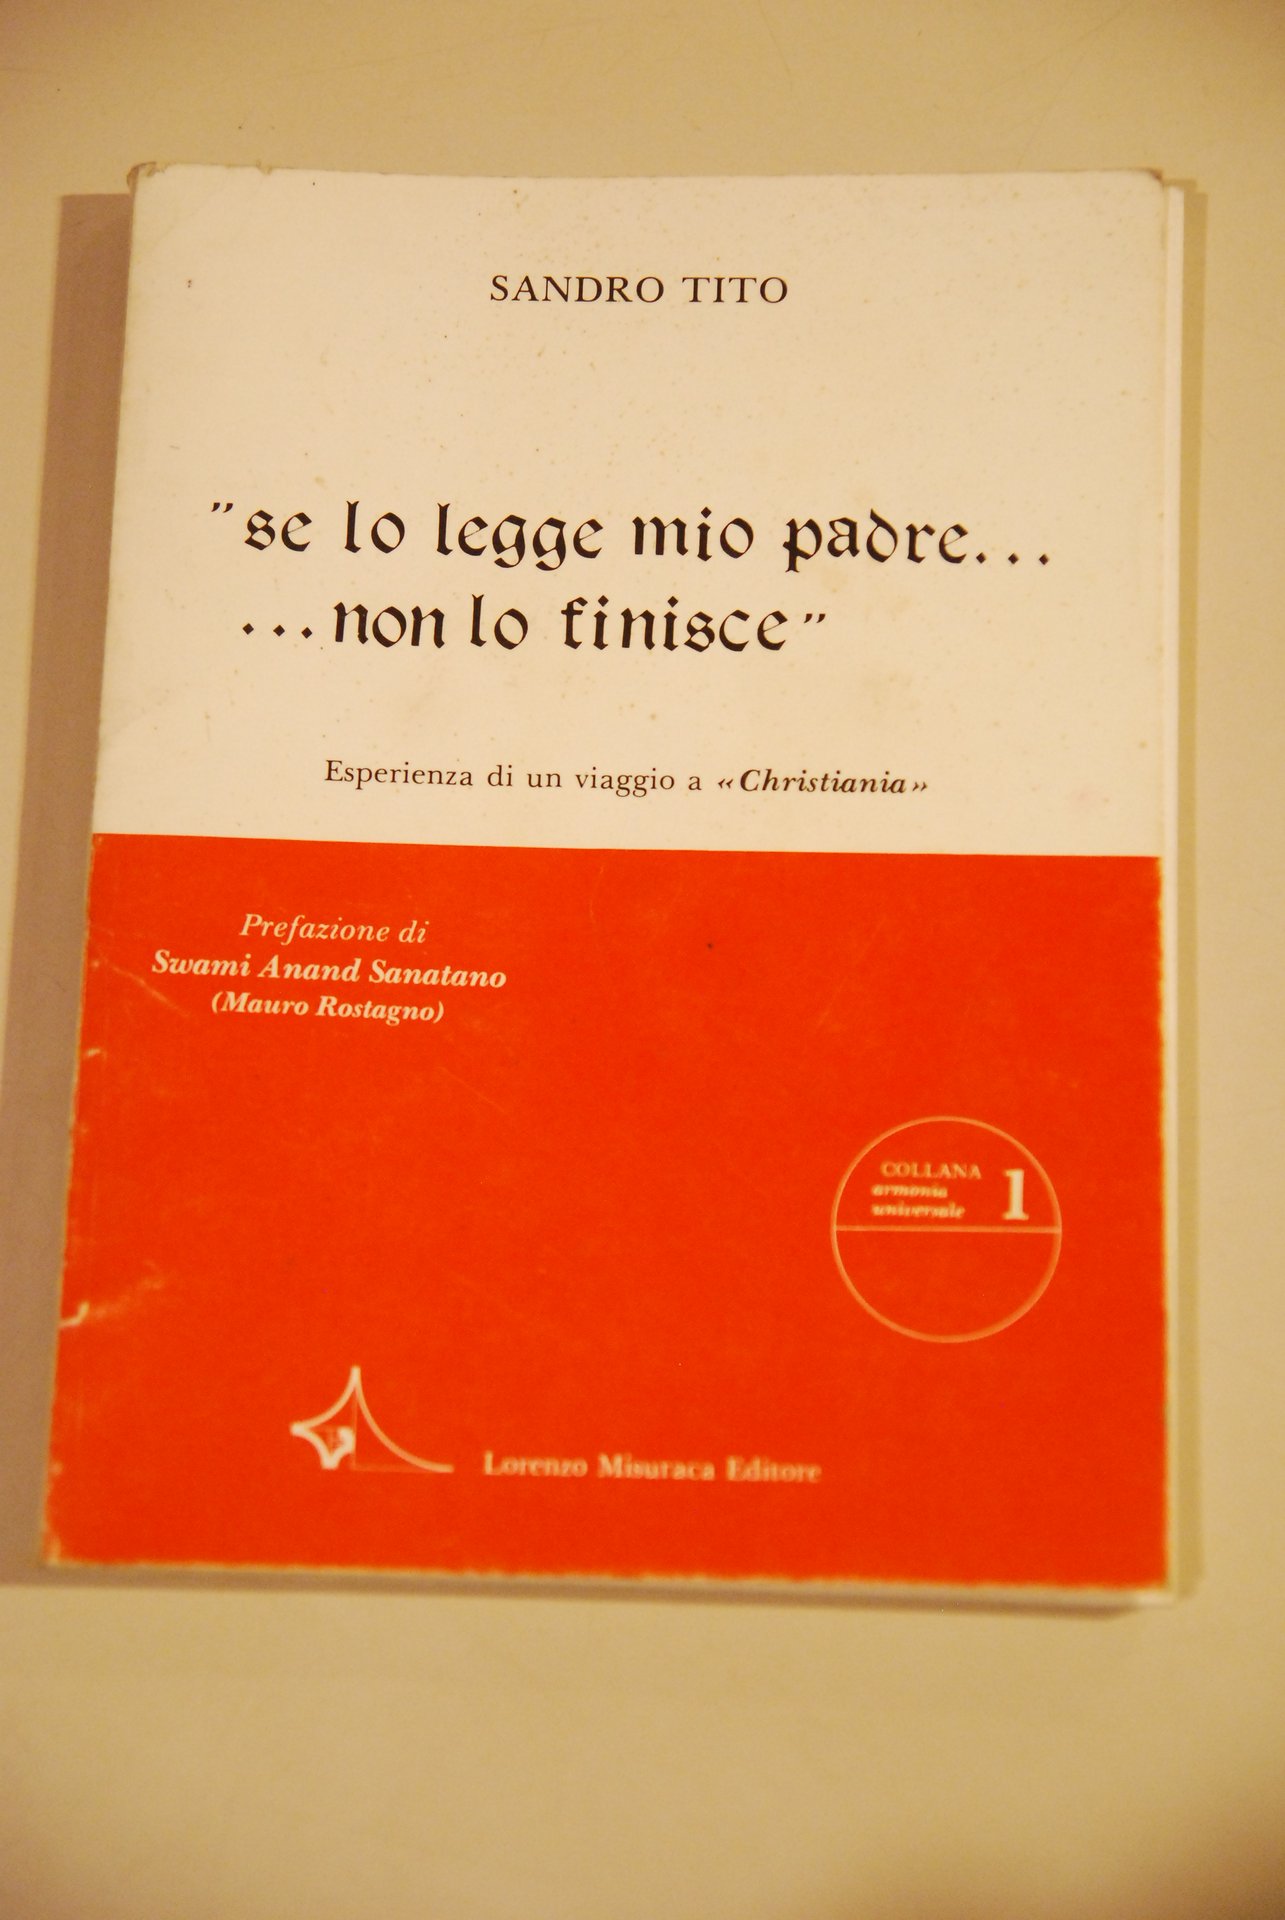 SANDRO TITO
"se lo legge mio padre...
...non lo finisce"
Esperienza di un viaggio a «Christiania»
Prefazione di
Swami Anand Sanatano
(Mauro Rostagno)
COLLANA
armonia
universale
1
Lorenzo Misuraca Editore